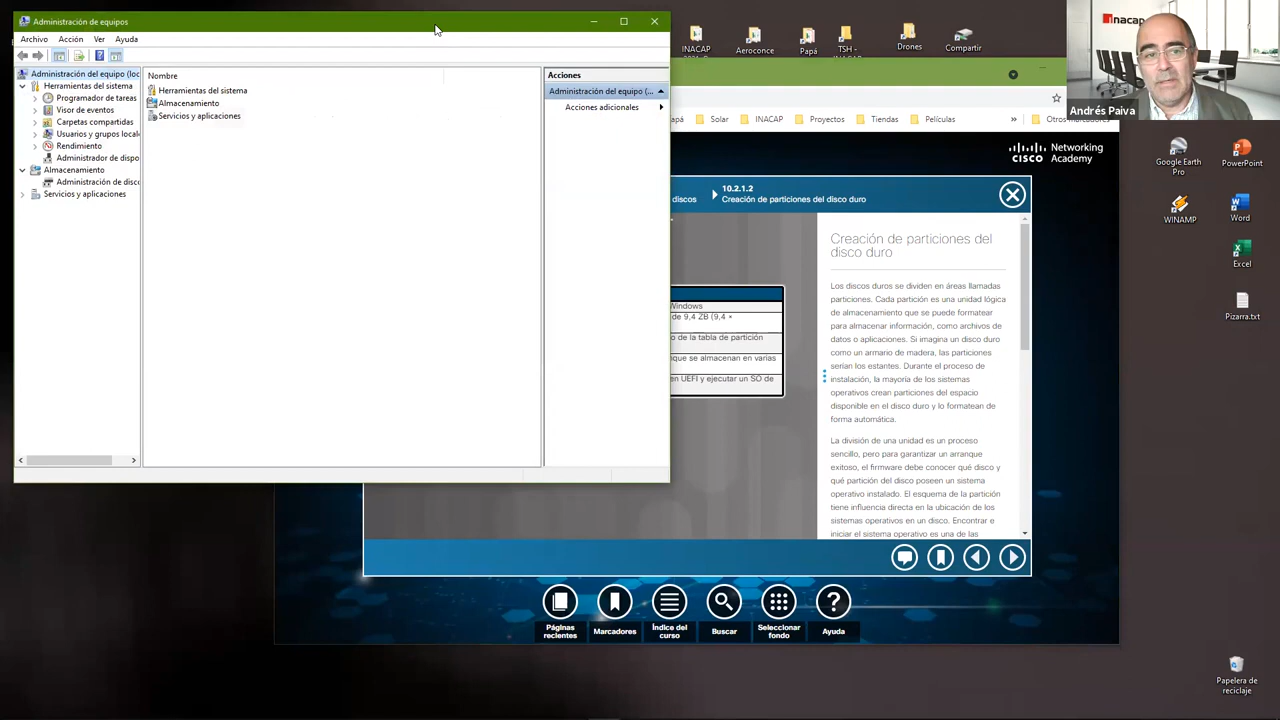 Administración de equipos
Archivo Acción Ver Ayuda
Administración del equipo (loc
Herramientas del sistema
Programador de tareas
Visor de eventos
Carpetas compartidas
Usuarios y grupos locale
Rendimiento
Administrador de dispo
Almacenamiento
Administración de disco
Servicios y aplicaciones
Nombre
Herramientas del sistema
Almacenamiento
Servicios y aplicaciones
Acciones
Administración del equipo (...
Acciones adicionales
INACAP
Aeroconce
Papá
TSH -
Drones
Compartir
inacap
Andrés Paiva
apá Solar INACAP Proyectos Tiendas Películas » Otros marcadores
CISCO Networking Academy
discos
10.2.1.2
Creación de particiones del disco duro
Windows
de 9,4 ZB (9,4 ×
o de la tabla de partición
que se almacenan en varias
en UEFI y ejecutar un SO de
Creación de particiones del
disco duro
Los discos duros se dividen en áreas llamadas
particiones. Cada partición es una unidad lógica
de almacenamiento que se puede formatear
para almacenar información, como archivos de
datos o aplicaciones. Si imagina un disco duro
como un armario de madera, las particiones
serían los estantes. Durante el proceso de
instalación, la mayoría de los sistemas
operativos crean particiones del espacio
disponible en el disco duro y lo formatean de
forma automática.
La división de una unidad es un proceso
sencillo, pero para garantizar un arranque
exitoso, el firmware debe conocer qué disco y
qué partición del disco poseen un sistema
operativo instalado. El esquema de la partición
tiene influencia directa en la ubicación de los
sistemas operativos en un disco. Encontrar e
iniciar el sistema operativo es una de las
Páginas recientes
Marcadores
Índice del curso
Buscar
Seleccionar fondo
Ayuda
Google Earth Pro
PowerPoint
WINAMP
Word
Excel
Pizarra.txt
Papelera de reciclaje